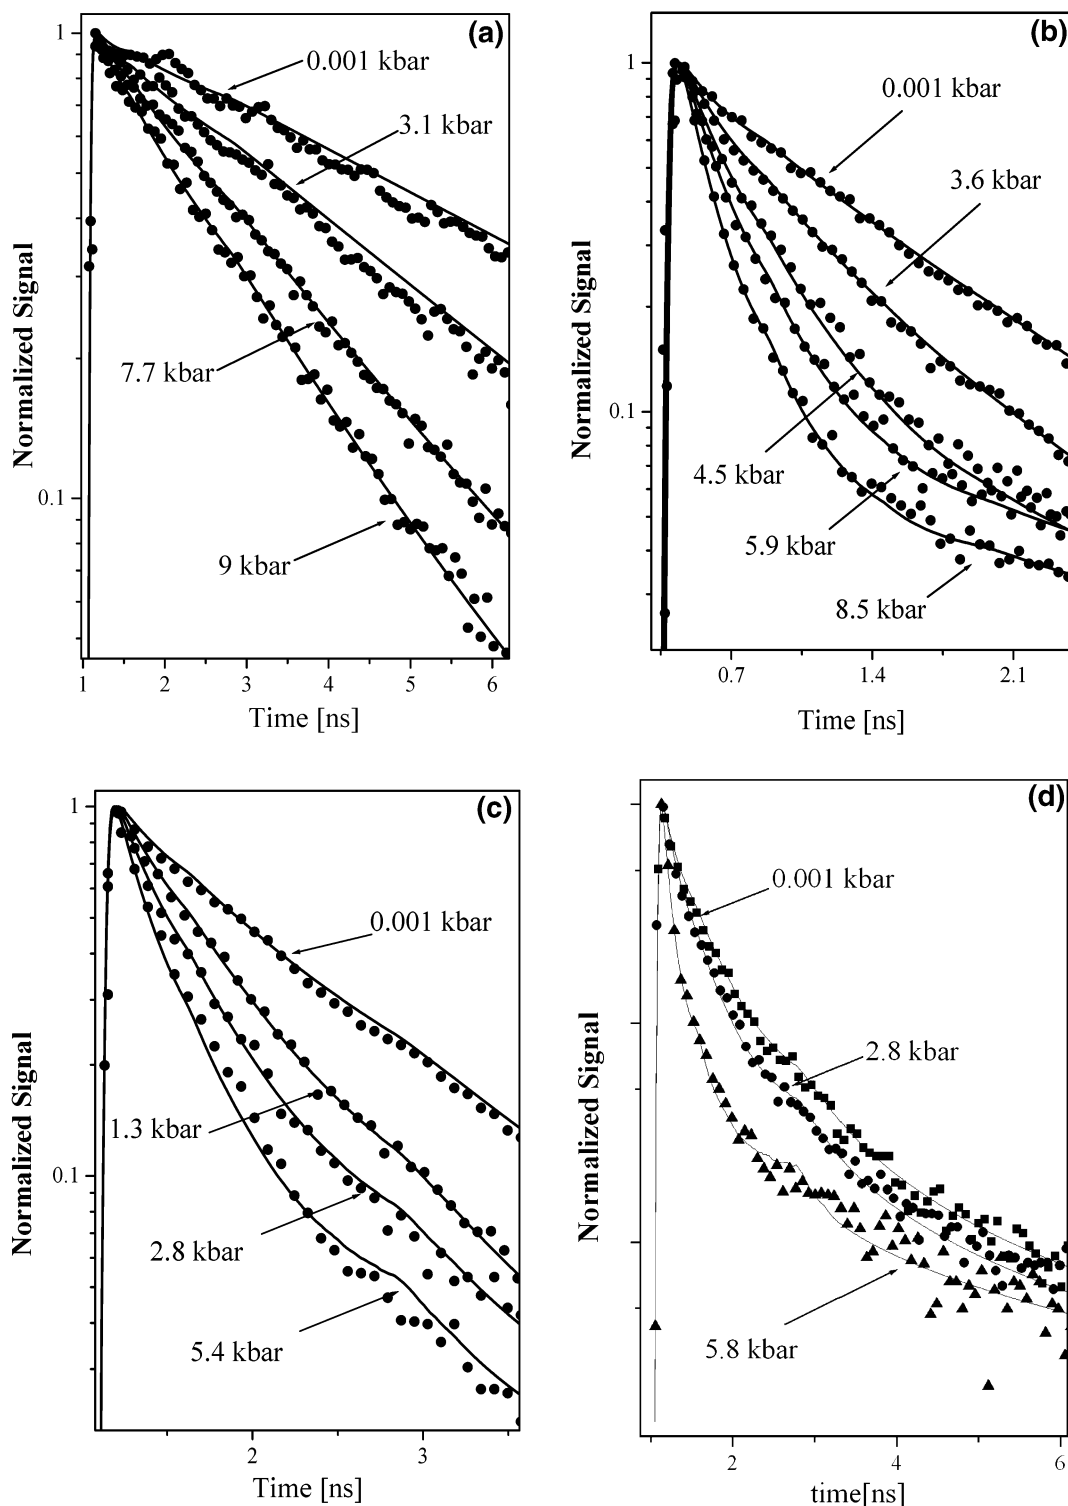 (a)
1
0.001 kbar
3.1 kbar
7.7 kbar
0.1
9 kbar
Normalized Signal
1 2 3 4 5 6
Time [ns]
(b)
1
0.001 kbar
3.6 kbar
0.1
4.5 kbar
5.9 kbar
8.5 kbar
Normalized Signal
0.7 1.4 2.1
Time [ns]
(c)
1
0.001 kbar
1.3 kbar
0.1
2.8 kbar
5.4 kbar
Normalized Signal
2 3
Time [ns]
(d)
0.001 kbar
2.8 kbar
5.8 kbar
Normalized Signal
2 4 6
time[ns]